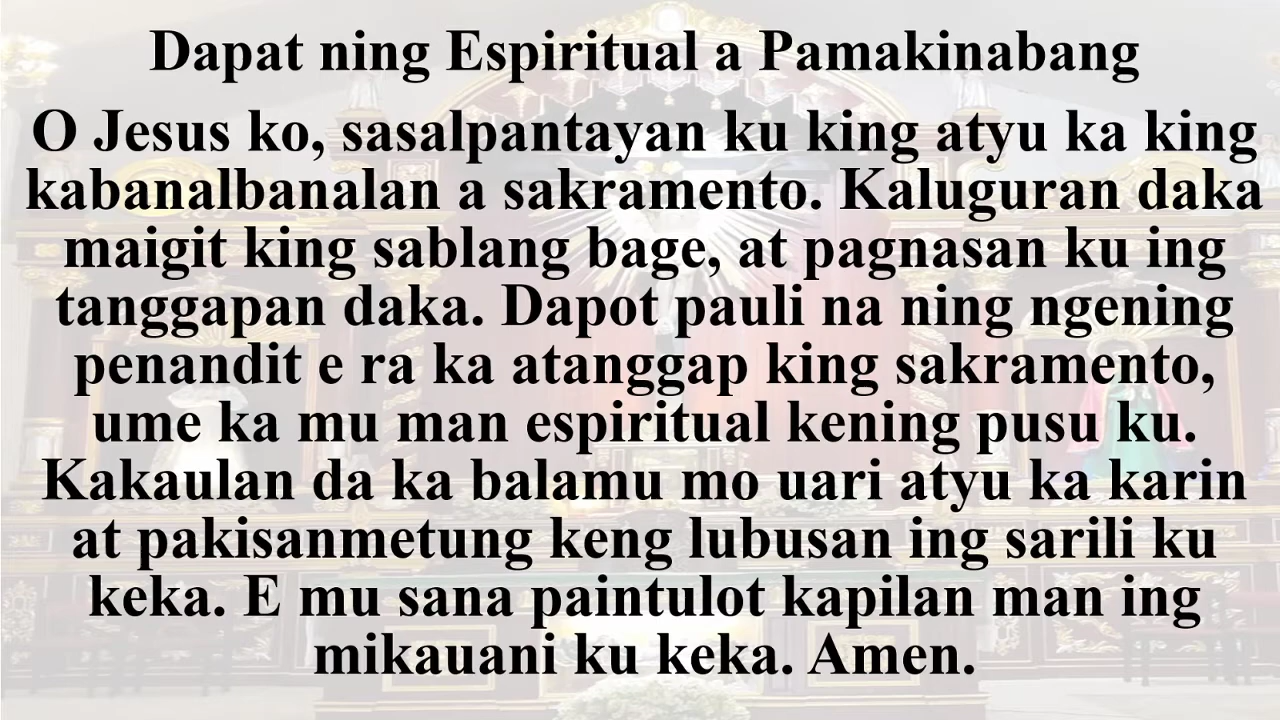 Dapat ning Espiritual a Pamakinabang
O Jesus ko, sasalpantayan ku king atyu ka king
kabanalbanalan a sakramento. Kaluguran daka
maigit king sablang bage, at pagnasan ku ing
tanggapan daka. Dapot pauli na ning ngening
penandit e ra ka atanggap king sakramento,
ume ka mu man espiritual kening pusu ku.
Kakaulan da ka balamu mo uari atyu ka karin
at pakisanmetung keng lubusan ing sarili ku
keka. E mu sana paintulot kapilan man ing
mikauani ku keka. Amen.